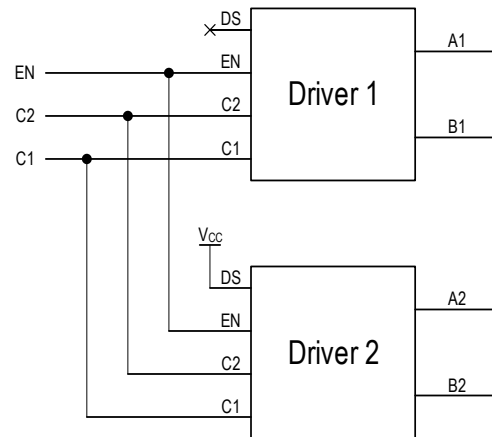 DS
A1
EN
EN
C2
C2
Driver 1
B1
C1
C1
VCC
DS
A2
EN
Driver 2
C2
B2
C1